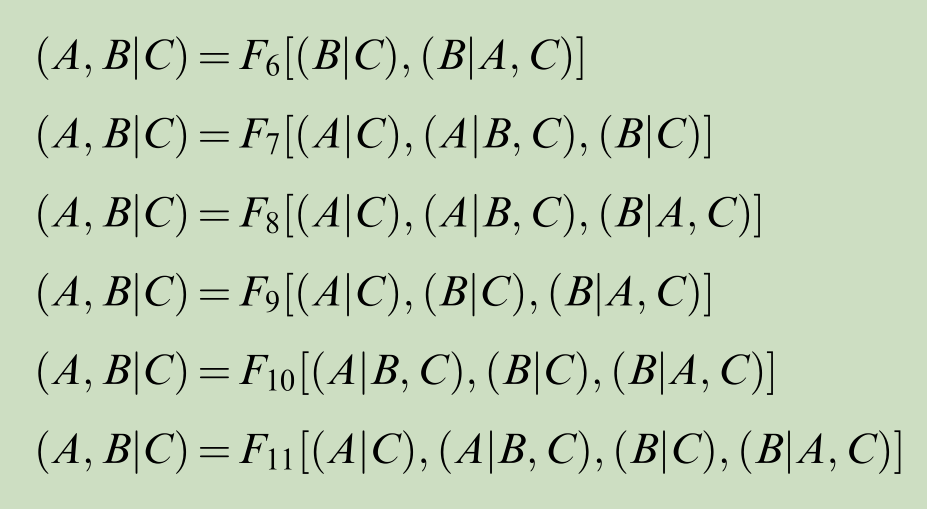 (A, B|C) = F₆[(B|C), (B|A, C)]
(A, B|C) = F₇[(A|C), (A|B, C), (B|C)]
(A, B|C) = F₈[(A|C), (A|B, C), (B|A, C)]
(A, B|C) = F₉[(A|C), (B|C), (B|A, C)]
(A, B|C) = F₁₀[(A|B, C), (B|C), (B|A, C)]
(A, B|C) = F₁₁[(A|C), (A|B, C), (B|C), (B|A, C)]